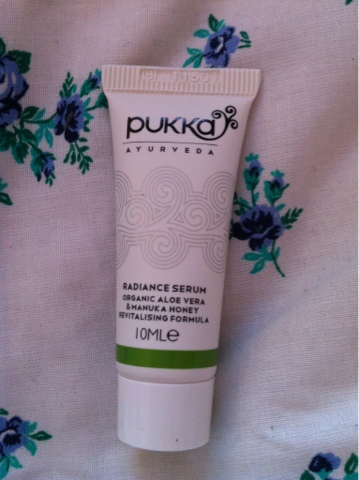 pukka
AYURVEDA
RADIANCE SERUM
ORGANIC ALOE VERA
& MANUKA HONEY
REVITALISING FORMULA
10ML℮